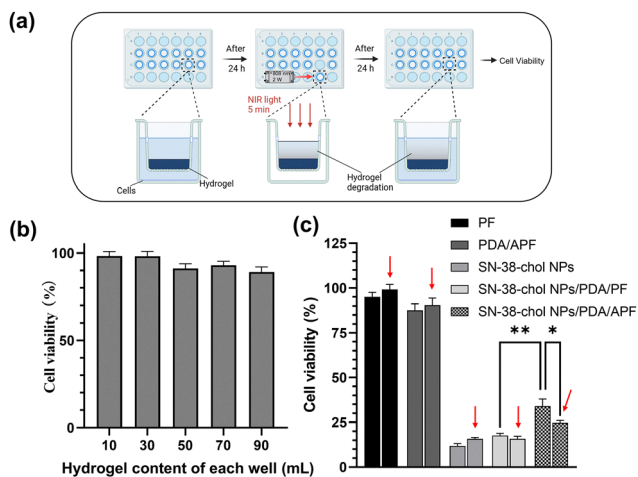 (a)
After
24 h
After
24 h
Cell Viability
808 nm
2 W
NIR light
5 min
Cells
Hydrogel
Hydrogel
degradation
(b)
Cell viability (%)
100
50
0
10 30 50 70 90
Hydrogel content of each well (mL)
(c)
PF
PDA/APF
SN-38-chol NPs
SN-38-chol NPs/PDA/PF
SN-38-chol NPs/PDA/APF
Cell viability (%)
125
100
75
50
25
0
** *